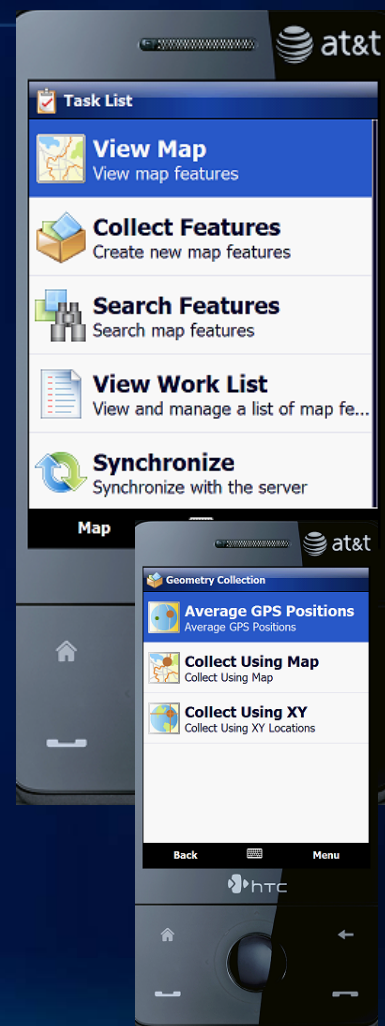 at&t
Task List
View Map
View map features
Collect Features
Create new map features
Search Features
Search map features
View Work List
View and manage a list of map fe...
Synchronize
Synchronize with the server
Map
at&t
Geometry Collection
Average GPS Positions
Average GPS Positions
Collect Using Map
Collect Using Map
Collect Using XY
Collect Using XY Locations
Back Menu
hTC